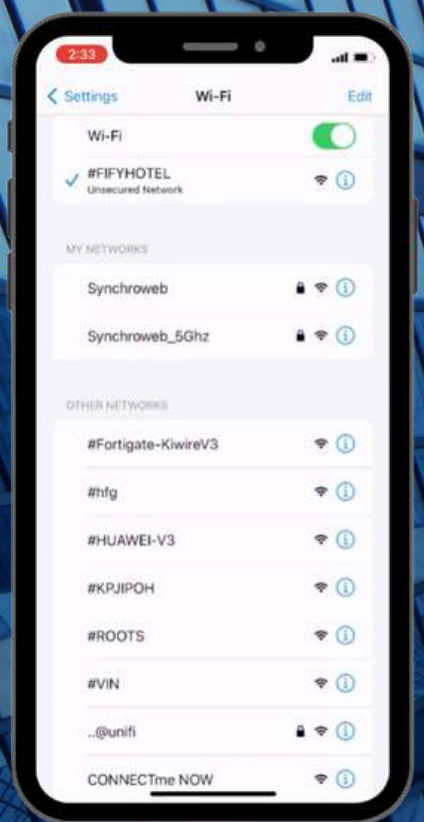 2:33
Settings
Wi-Fi
Edit
Wi-Fi
#FIFYHOTEL
Unsecured Network
MY NETWORKS
Synchroweb
Synchroweb_5Ghz
OTHER NETWORKS
#Fortigate-KiwireV3
#hfg
#HUAWEI-V3
#KPJIPOH
#ROOTS
#VIN
..@unifi
CONNECTme NOW